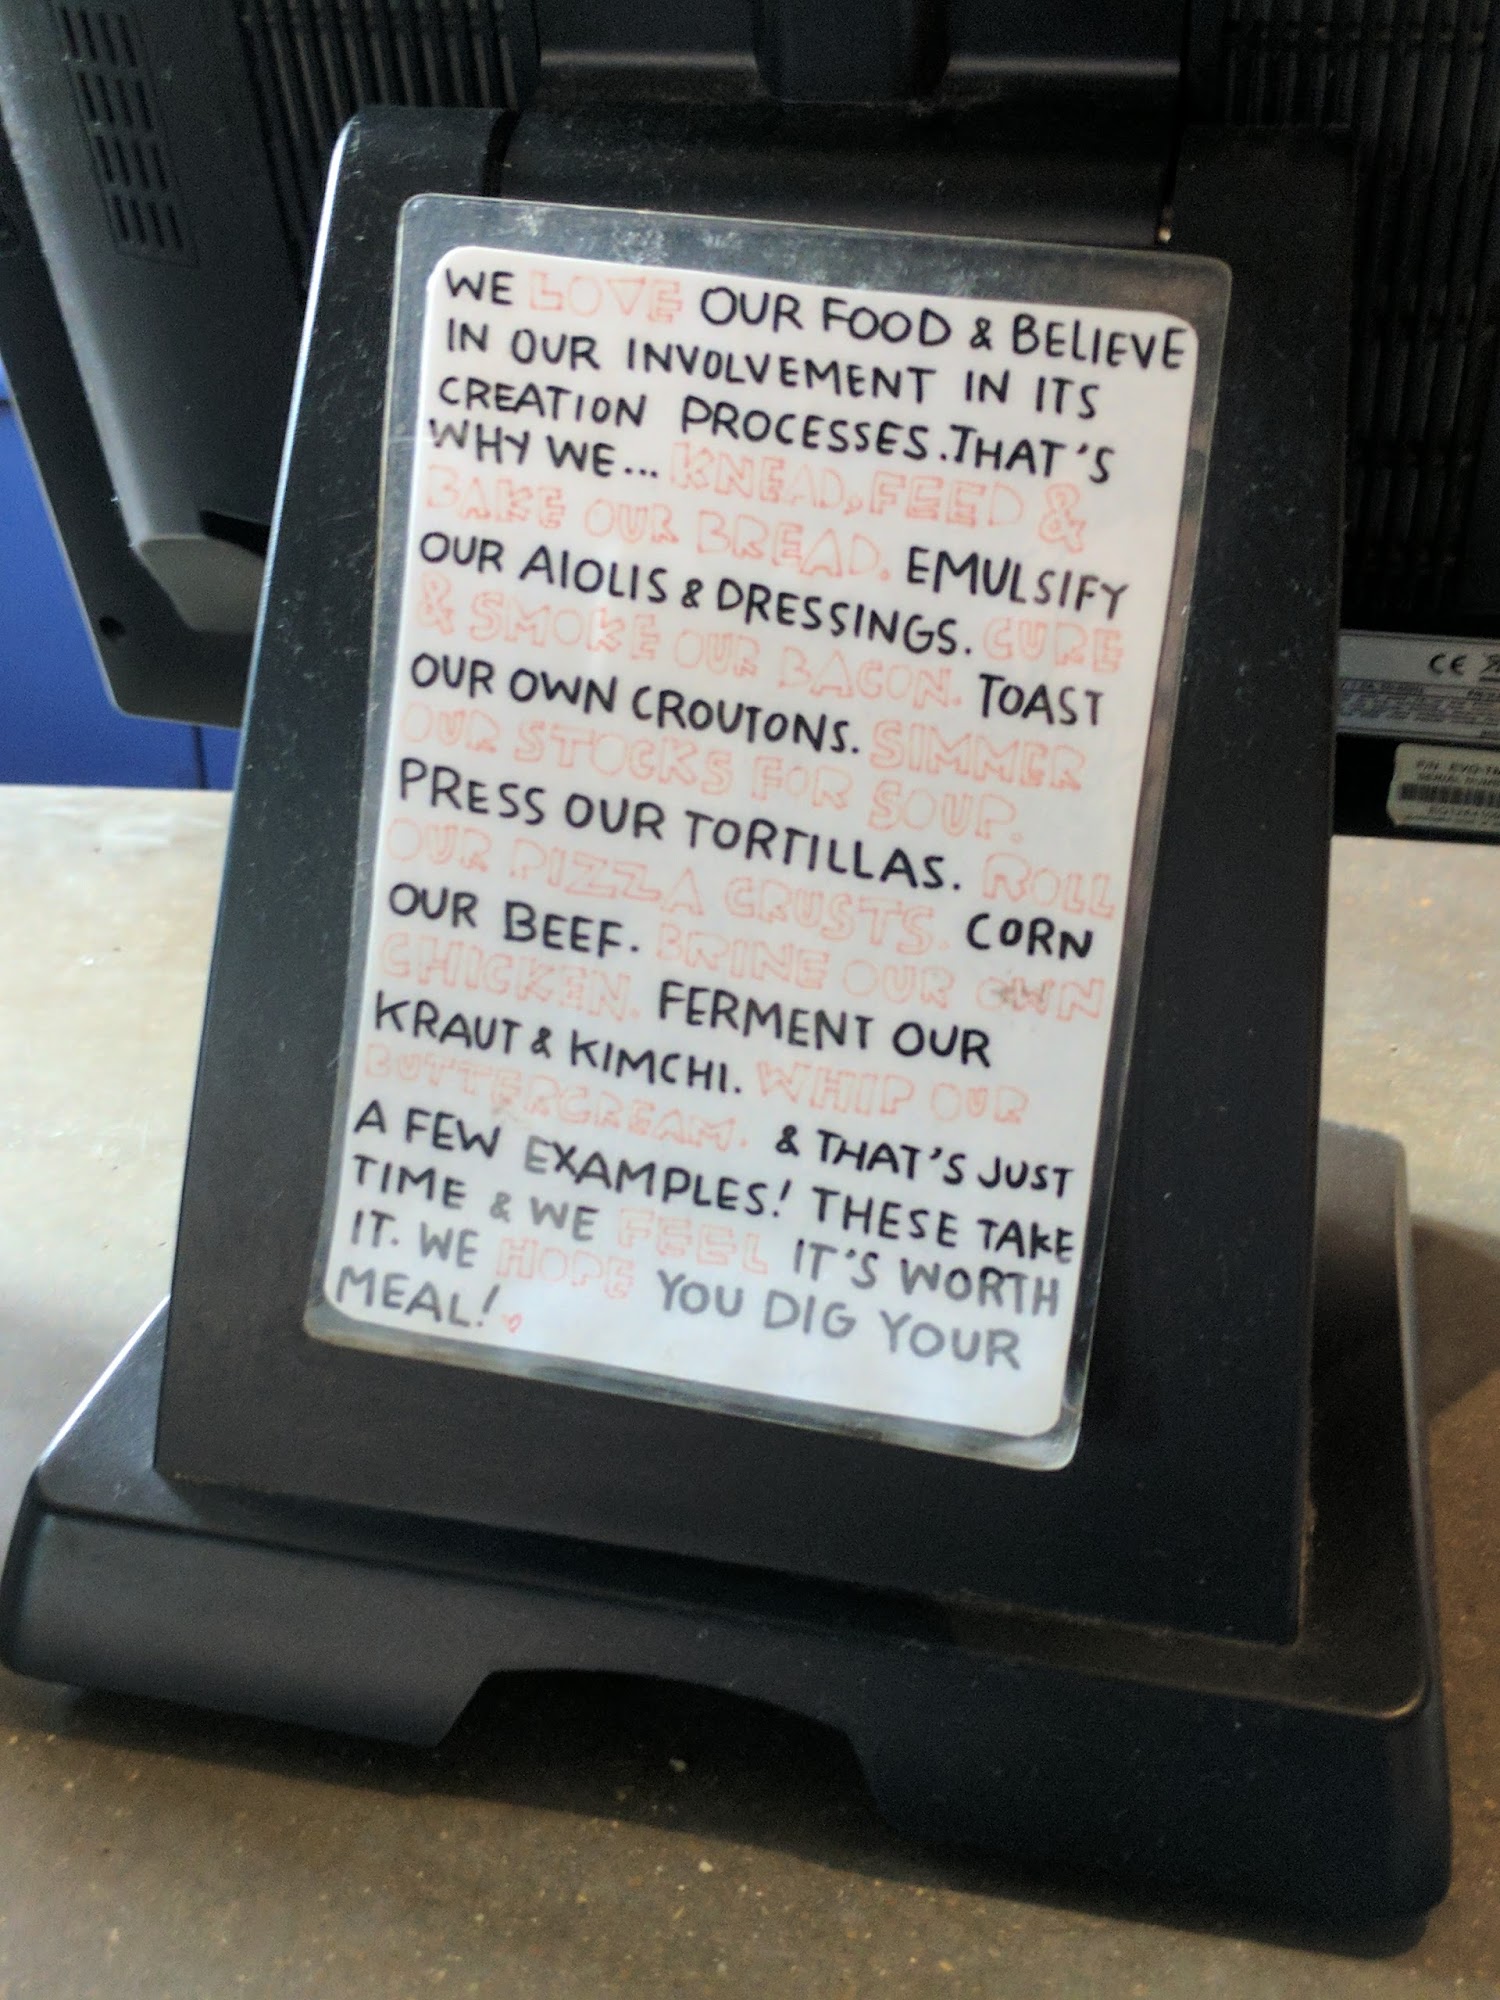 WE LOVE OUR FOOD & BELIEVE
IN OUR INVOLVEMENT IN ITS
CREATION PROCESSES. THAT'S
WHY WE... KNEAD, FEED &
BAKE OUR BREAD. EMULSIFY
OUR AIOLIS & DRESSINGS. CURE
& SMOKE OUR BACON. TOAST
OUR OWN CROUTONS. SIMMER
OUR STOCKS FOR SOUP.
PRESS OUR TORTILLAS. ROLL
OUR PIZZA CRUSTS. CORN
OUR BEEF. BRINE OUR OWN
CHICKEN. FERMENT OUR
KRAUT & KIMCHI. WHIP OUR
BUTTERCREAM. & THAT'S JUST
A FEW EXAMPLES! THESE TAKE
TIME & WE FEEL IT'S WORTH
IT. WE HOPE YOU DIG YOUR
MEAL!
CE
P/N
SERIAL